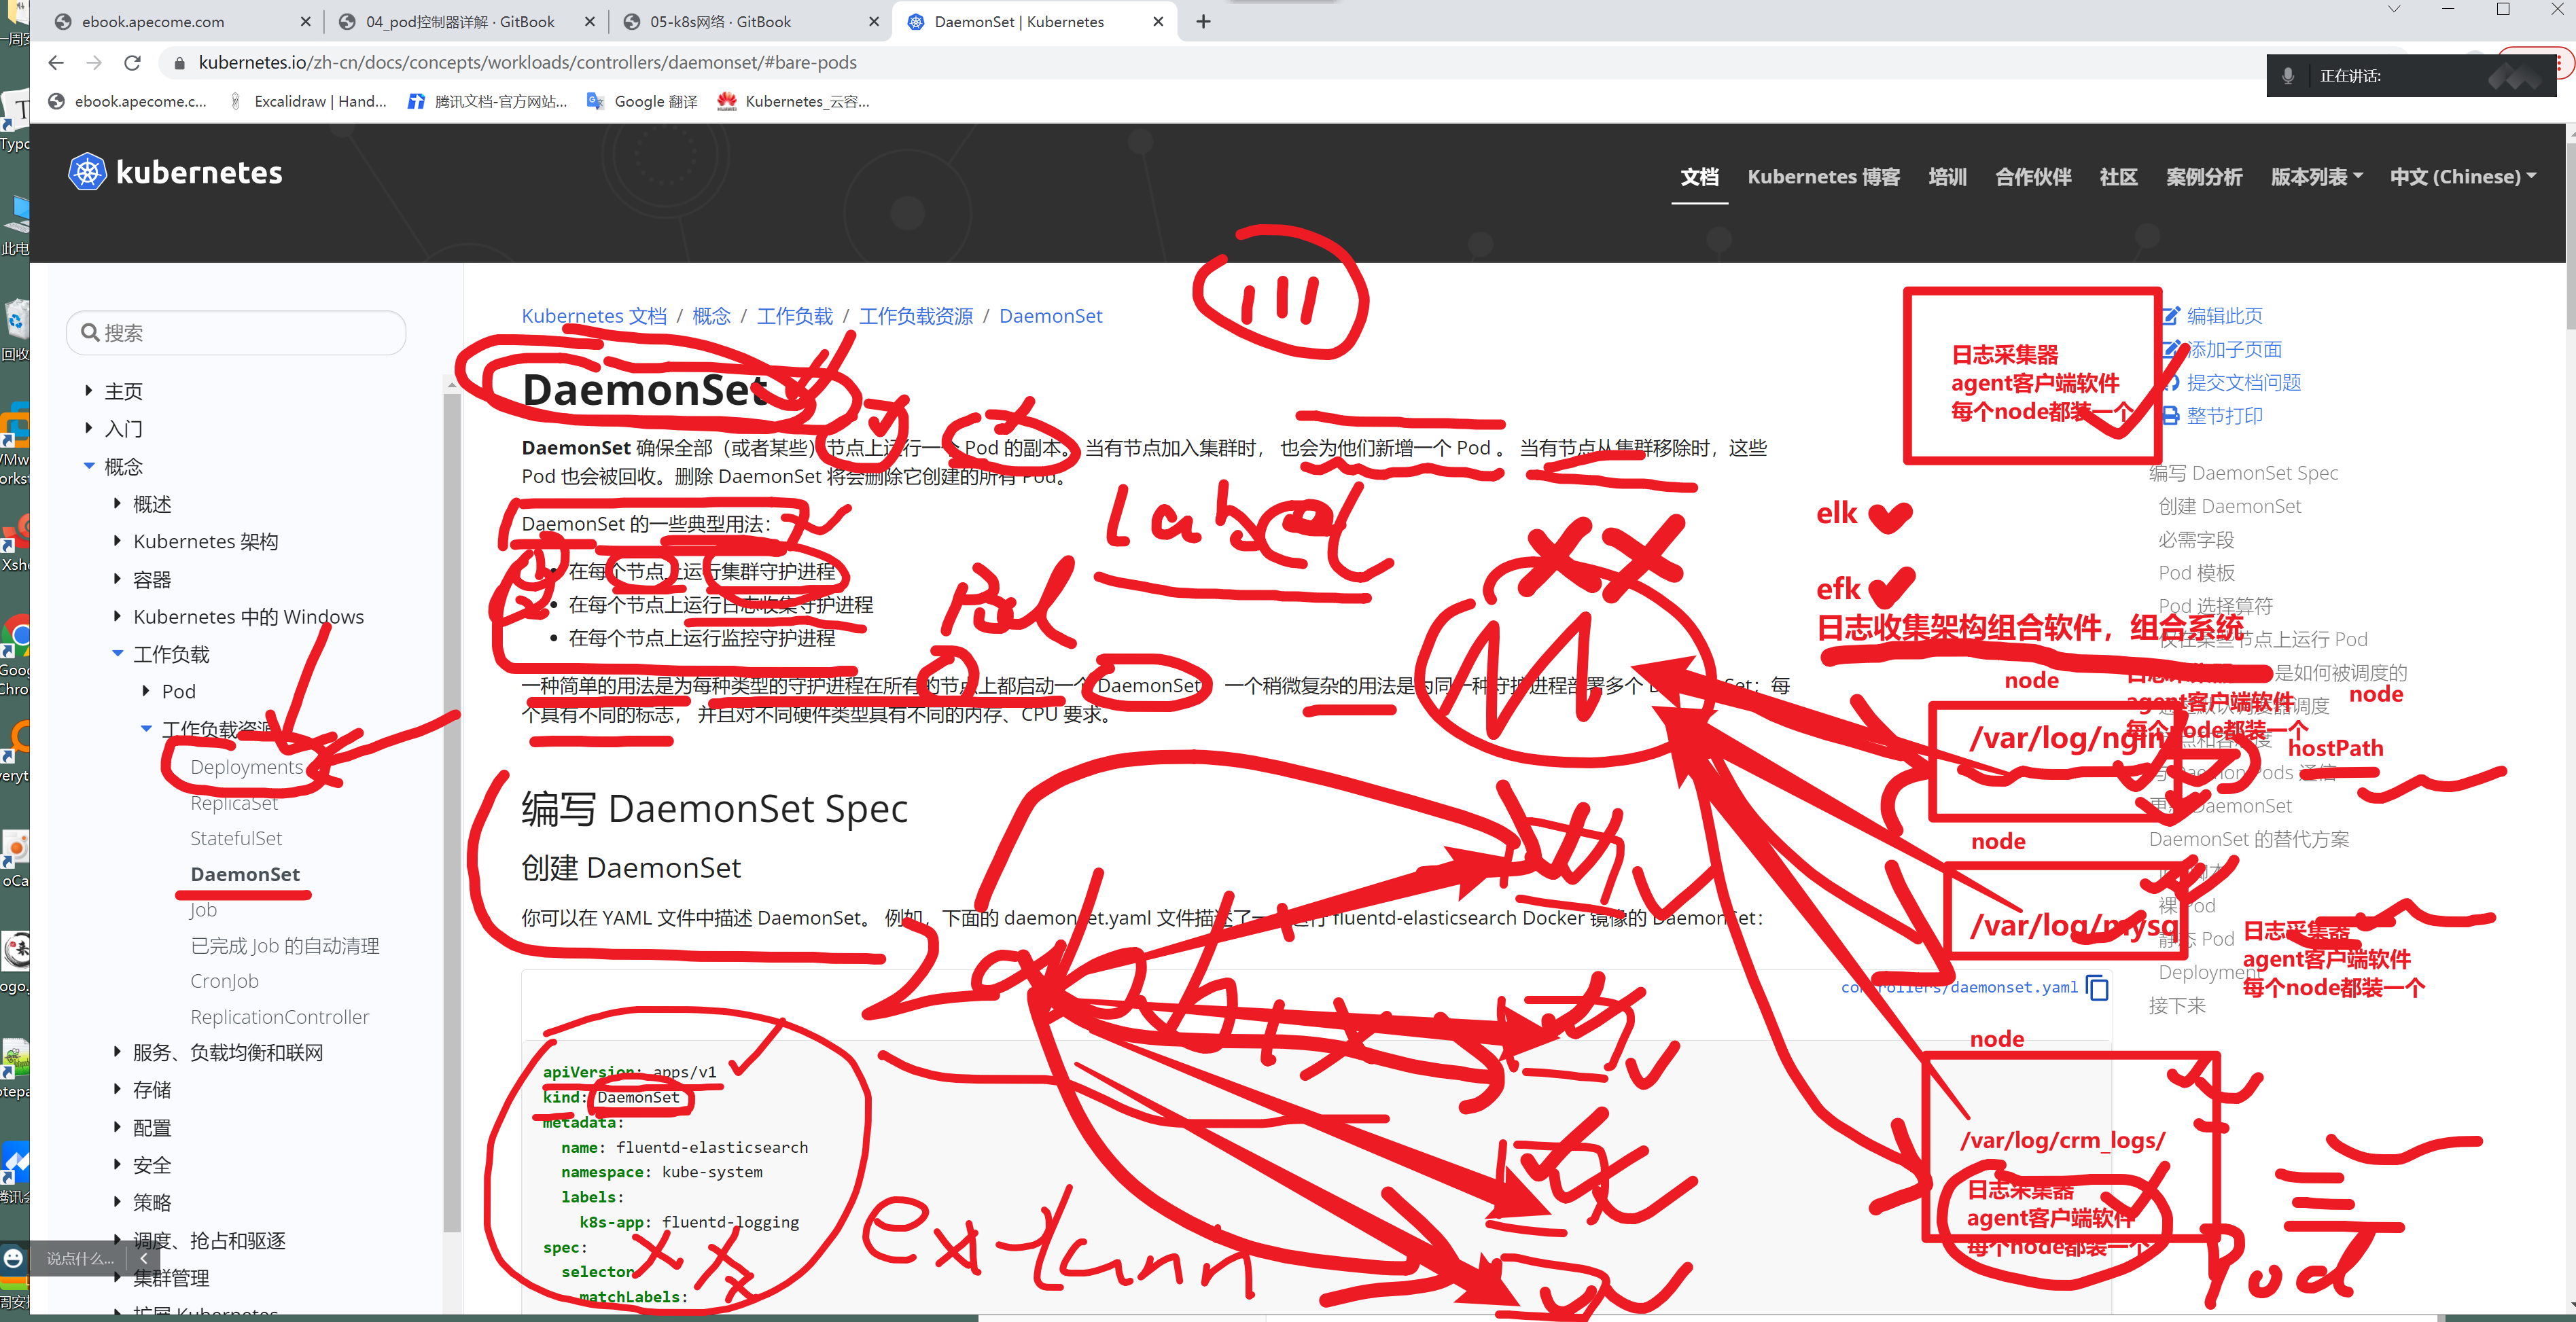 ebook.apecome.com
04_pod控制器详解 · GitBook
05-k8s网络 · GitBook
DaemonSet | Kubernetes
kubernetes.io/zh-cn/docs/concepts/workloads/controllers/daemonset/#bare-pods
正在讲话:
ebook.apecome.c...
Excalidraw | Hand...
腾讯文档-官方网站...
Google 翻译
Kubernetes_云容...
kubernetes
文档
Kubernetes 博客
培训
合作伙伴
社区
案例分析
版本列表
中文 (Chinese)
搜索
主页
入门
概念
概述
Kubernetes 架构
容器
Kubernetes 中的 Windows
工作负载
Pod
工作负载资源
Deployments
ReplicaSet
StatefulSet
DaemonSet
Job
已完成 Job 的自动清理
CronJob
ReplicationController
服务、负载均衡和联网
存储
配置
安全
策略
调度、抢占和驱逐
集群管理
扩展 Kubernetes
说点什么...
Kubernetes 文档 / 概念 / 工作负载 / 工作负载资源 / DaemonSet
DaemonSet
DaemonSet 确保全部（或者某些）节点上运行一个 Pod 的副本。 当有节点加入集群时， 也会为他们新增一个 Pod 。 当有节点从集群移除时，这些
Pod 也会被回收。删除 DaemonSet 将会删除它创建的所有 Pod。
DaemonSet 的一些典型用法：
在每个节点上运行集群守护进程
在每个节点上运行日志收集守护进程
在每个节点上运行监控守护进程
一种简单的用法是为每种类型的守护进程在所有的节点上都启动一个 DaemonSet。 一个稍微复杂的用法是为同一种守护进程部署多个 DaemonSet；每
个具有不同的标志， 并且对不同硬件类型具有不同的内存、CPU 要求。
编写 DaemonSet Spec
创建 DaemonSet
你可以在 YAML 文件中描述 DaemonSet。 例如，下面的 daemonset.yaml 文件描述了一 fluentd-elasticsearch Docker 镜像的 DaemonSet：
controllers/daemonset.yaml
apiVersion: apps/v1
kind: DaemonSet
metadata:
name: fluentd-elasticsearch
namespace: kube-system
labels:
k8s-app: fluentd-logging
spec:
selector
matchLabels:
label
编辑此页
添加子页面
提交文档问题
整节打印
编写 DaemonSet Spec
创建 DaemonSet
必需字段
Pod 模板
Pod 选择算符
仅在某些节点上运行 Pod
是如何被调度的
DaemonSet
DaemonSet 的替代方案
裸 Pod
静态 Pod
Deployment
接下来
日志采集器
agent客户端软件
每个node都装一个
elk
efk
日志收集架构组合软件，组合系统
node
node
agent客户端软件
每个node都装一个
/var/log/ngin
hostPath
node
/var/log/mysq
日志采集器
agent客户端软件
每个node都装一个
node
/var/log/crm_logs/
日志采集器
agent客户端软件
每个node都装一个
Pod